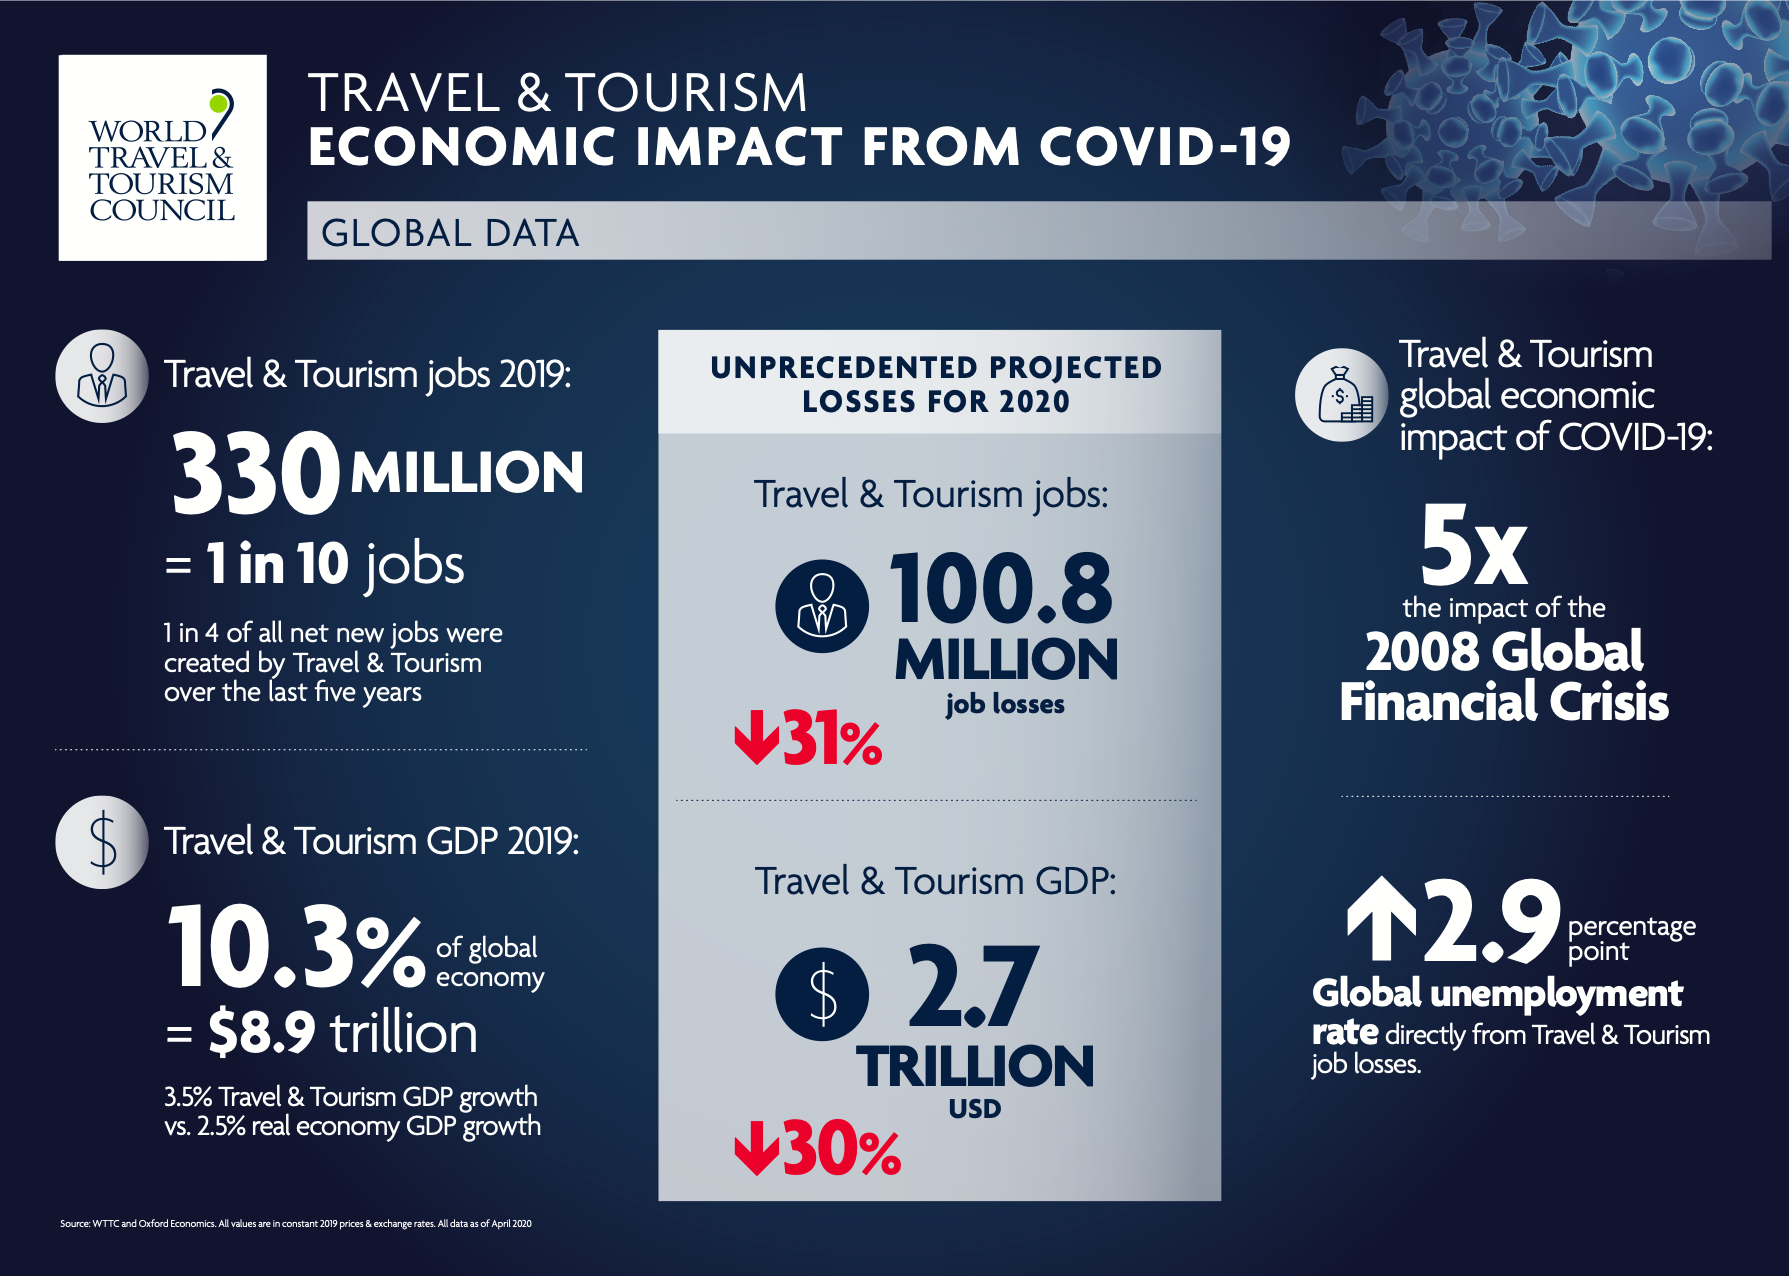 WORLD
TRAVEL &
TOURISM
COUNCIL
TRAVEL & TOURISM
ECONOMIC IMPACT FROM COVID-19
GLOBAL DATA
Travel & Tourism jobs 2019:
330 MILLION
= 1 in 10 jobs
1 in 4 of all net new jobs were
created by Travel & Tourism
over the last five years
Travel & Tourism GDP 2019:
10.3% of global
economy
= $8.9 trillion
3.5% Travel & Tourism GDP growth
vs. 2.5% real economy GDP growth
UNPRECEDENTED PROJECTED
LOSSES FOR 2020
Travel & Tourism jobs:
100.8
MILLION
job losses
31%
Travel & Tourism GDP:
$ 2.7
TRILLION
USD
30%
Travel & Tourism
global economic
impact of COVID-19:
5x
the impact of the
2008 Global
Financial Crisis
2.9 percentage
point
Global unemployment
rate directly from Travel & Tourism
job losses.
Source: WTTC and Oxford Economics. All values are in constant 2019 prices & exchange rates. All data as of April 2020